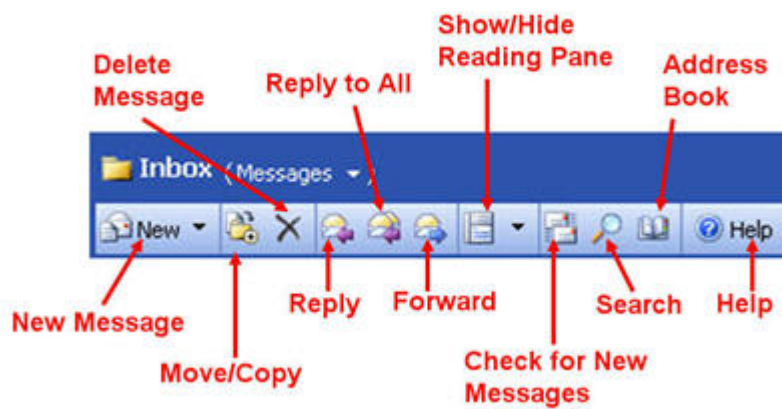 Show/Hide
Reading Pane
Delete
Message
Reply to All
Address
Book
Inbox (Messages )
New
Help
Reply
Forward
Search
Help
New Message
Move/Copy
Check for New
Messages